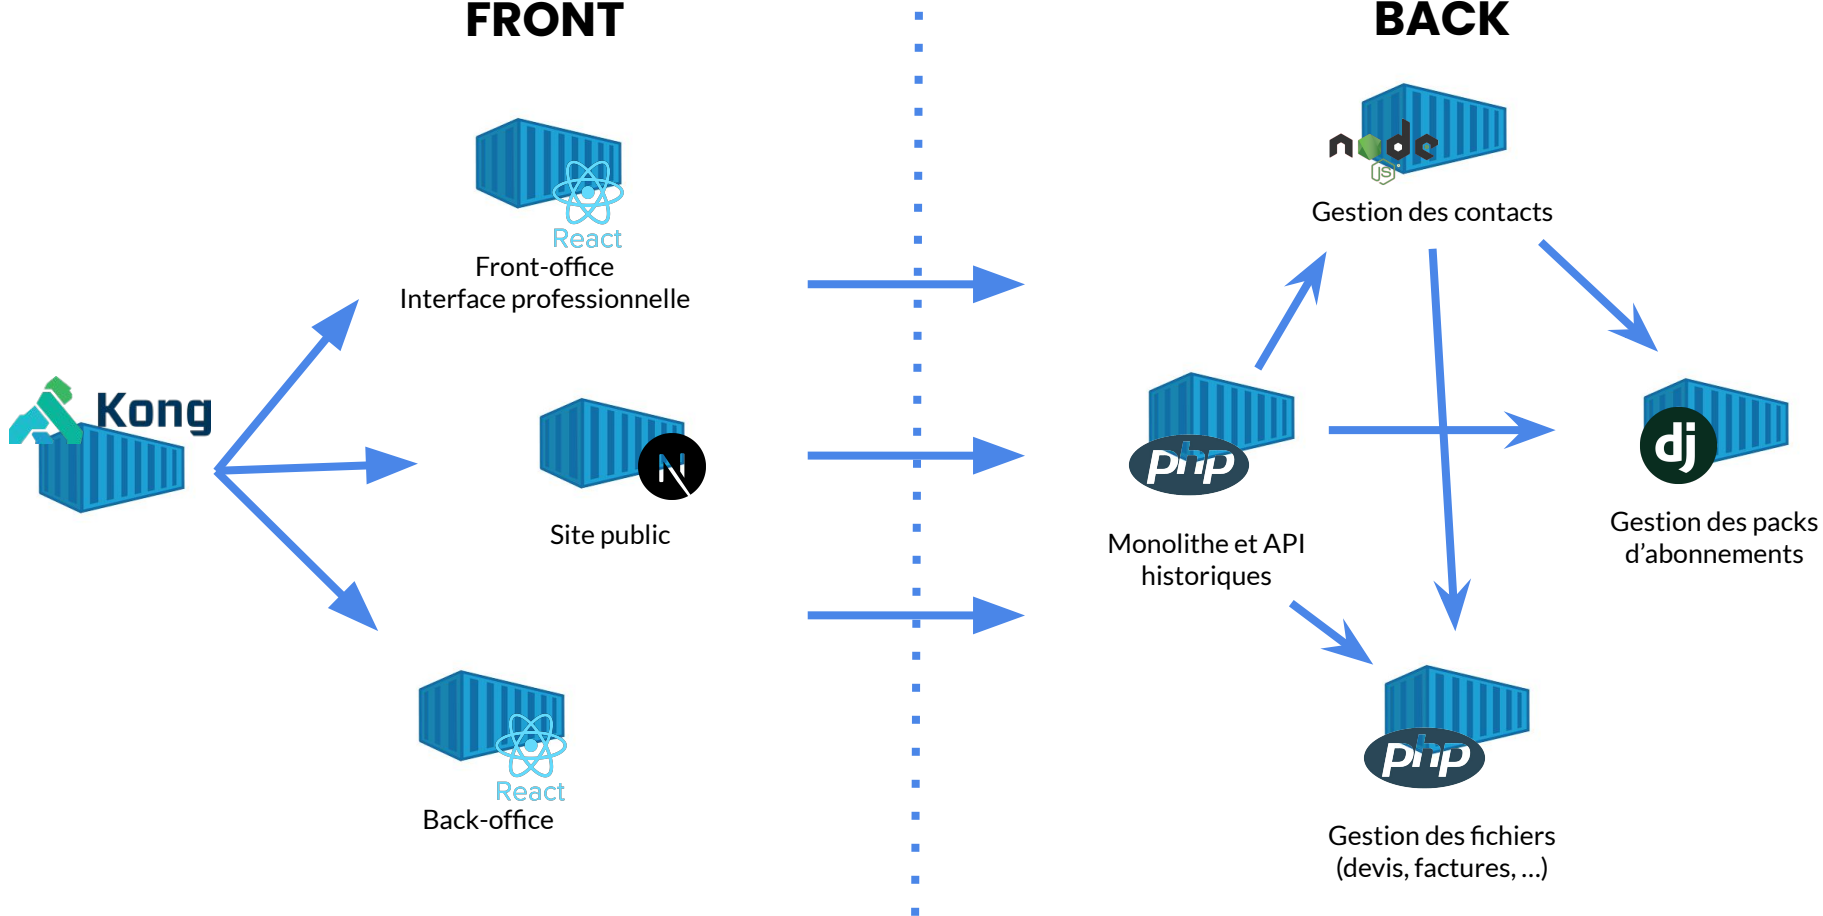 FRONT
BACK
React
Front-office
Interface professionnelle
Kong
N
Site public
React
Back-office
node
JS
Gestion des contacts
php
Monolithe et API
historiques
dj
Gestion des packs
d’abonnements
php
Gestion des fichiers
(devis, factures, ...)